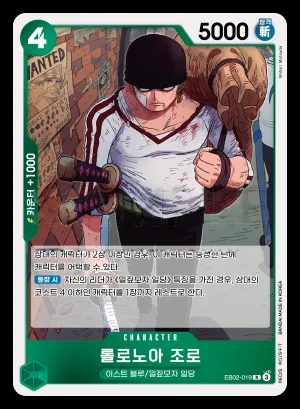 4
5000
참격
斬
WANTED
카운터 +1000
상대의 캐릭터가 2장 이상인 경우, 이 캐릭터는 등장한 턴에
캐릭터를 어택할 수 있다.
등장 시 자신의 리더가 《밀짚모자 일당》 특징을 가진 경우, 상대의
코스트 4 이하인 캐릭터를 1장까지 레스트로 한다.
CHARACTER
롤로노아 조로
이스트 블루/밀짚모자 일당
EB02-019 R 3
BANDAI MADE IN KOREA